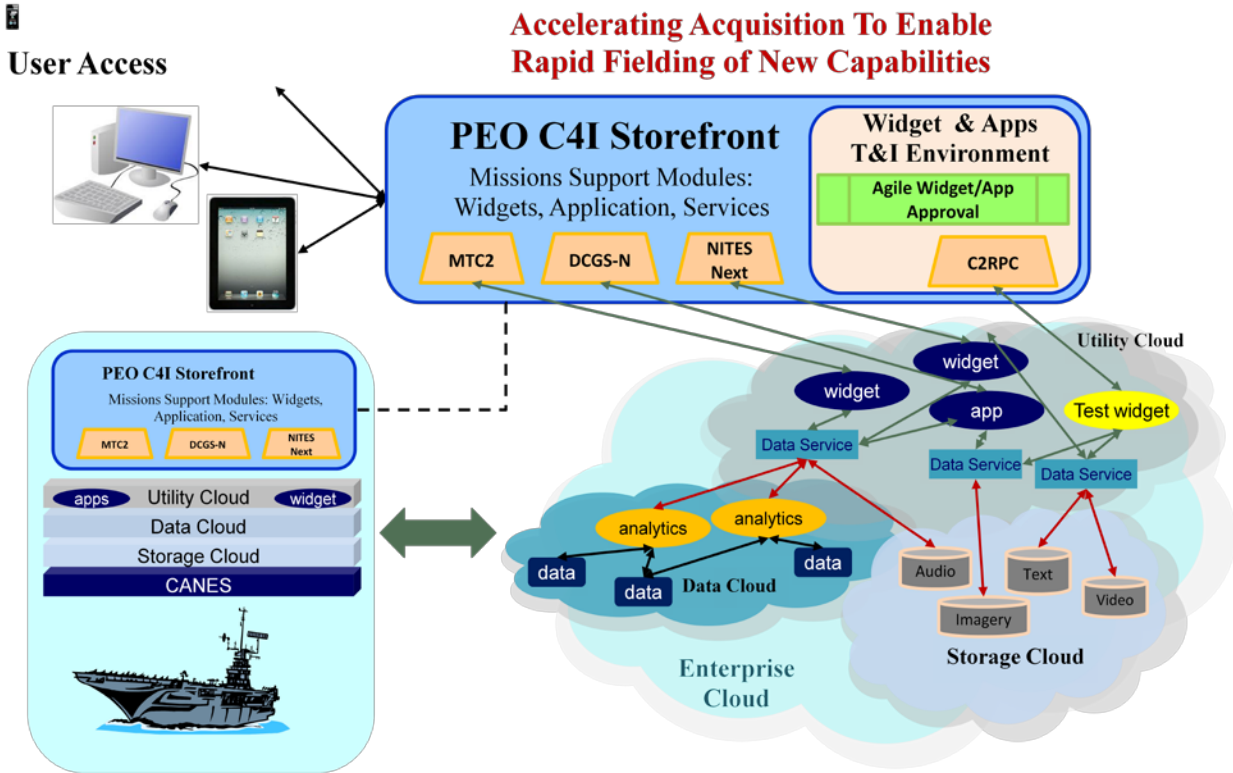 Accelerating Acquisition To Enable
Rapid Fielding of New Capabilities
User Access
PEO C4I Storefront
Missions Support Modules:
Widgets, Application, Services
MTC2
DCGS-N
NITES
Next
Widget & Apps
T&I Environment
Agile Widget/App
Approval
C2RPC
PEO C4I Storefront
Missions Support Modules: Widgets,
Application, Services
MTC2
DCGS-N
NITES
Next
apps
Utility Cloud
widget
Data Cloud
Storage Cloud
CANES
Utility Cloud
widget
widget
app
Test widget
Data Service
Data Service
Data Service
analytics
analytics
data
data
data
Data Cloud
Audio
Text
Imagery
Video
Storage Cloud
Enterprise
Cloud